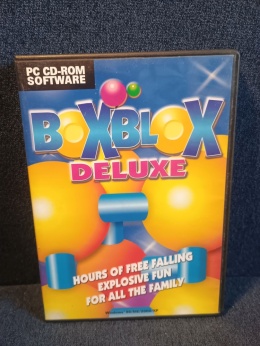 PC CD-ROM
SOFTWARE
BOXBLOX
DELUXE
HOURS OF FREE FALLING
EXPLOSIVE FUN
FOR ALL THE FAMILY